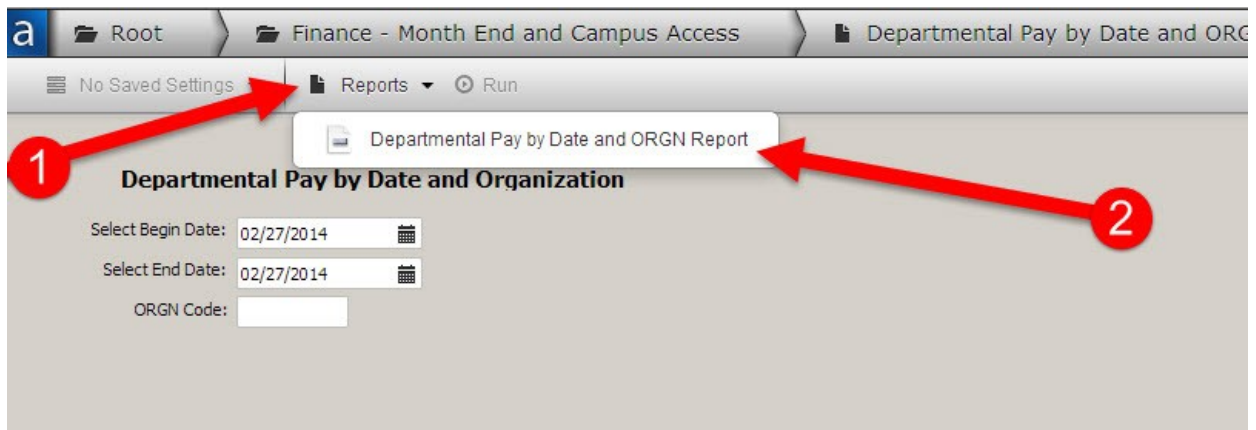 a Root Finance - Month End and Campus Access Departmental Pay by Date and ORG
No Saved Settings Reports Run
Departmental Pay by Date and ORGN Report
1
Departmental Pay by Date and Organization
2
Select Begin Date: 02/27/2014
Select End Date: 02/27/2014
ORGN Code: